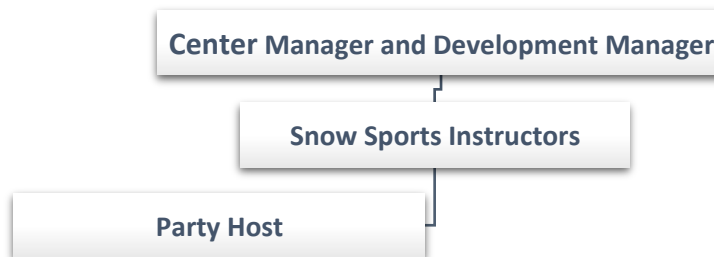 Center Manager and Development Manager
Snow Sports Instructors
Party Host